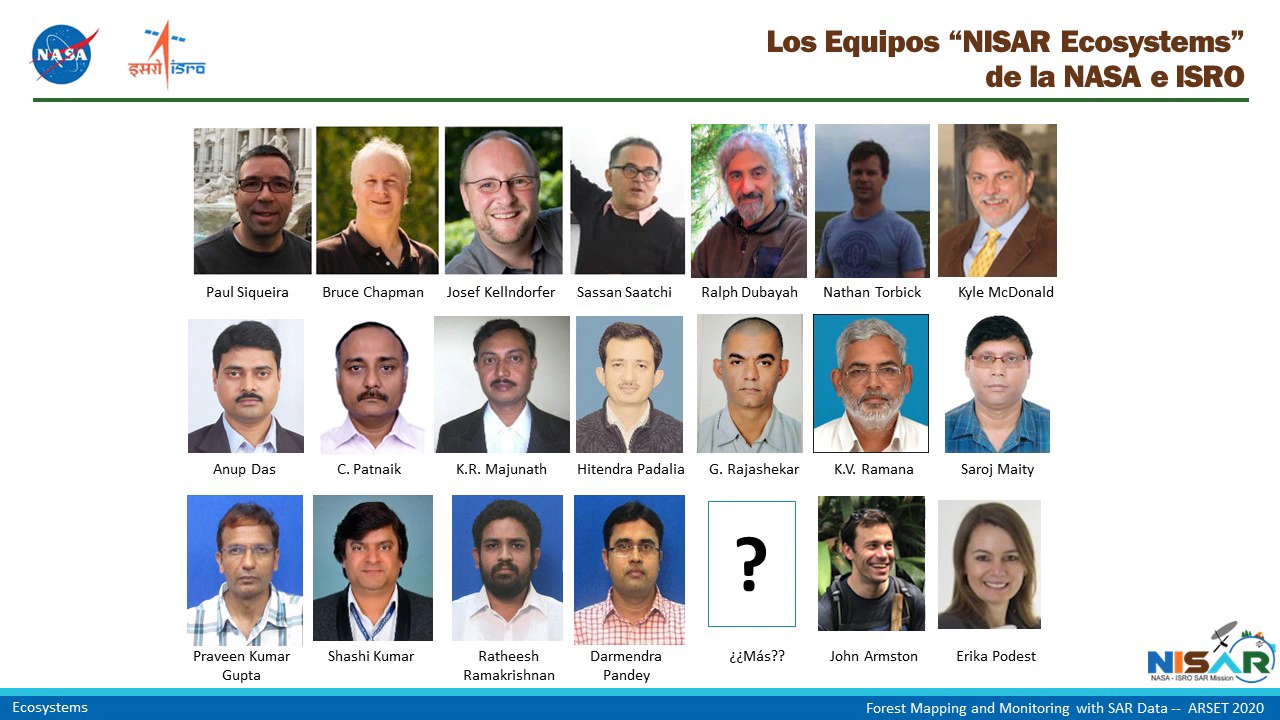 NASA
इसरो isro
Los Equipos “NISAR Ecosystems”
de la NASA e ISRO
Paul Siqueira
Bruce Chapman
Josef Kellndorfer
Sassan Saatchi
Ralph Dubayah
Nathan Torbick
Kyle McDonald
Anup Das
C. Patnaik
K.R. Majunath
Hitendra Padalia
G. Rajashekar
K.V. Ramana
Saroj Maity
?
Praveen Kumar
Gupta
Shashi Kumar
Ratheesh
Ramakrishnan
Darmendra
Pandey
¿¿Más??
John Armston
Erika Podest
NISAR
NASA - ISRO SAR Mission
Ecosystems
Forest Mapping and Monitoring with SAR Data -- ARSET 2020